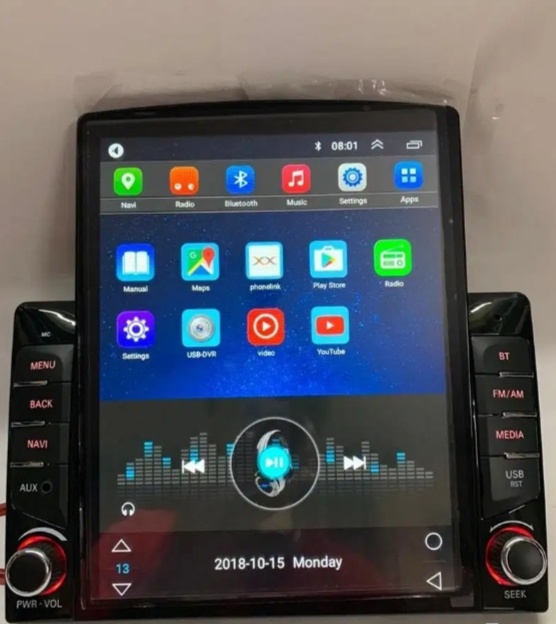 08:01
Navi Radio Bluetooth Music Settings Apps
Manual Maps phonelink Play Store Radio
Settings USB-DVR video YouTube
MC
MENU
BACK
NAVI
AUX
PWR-VOL
13
2018-10-15 Monday
BT
FM/AM
MEDIA
USB
RST
SEEK